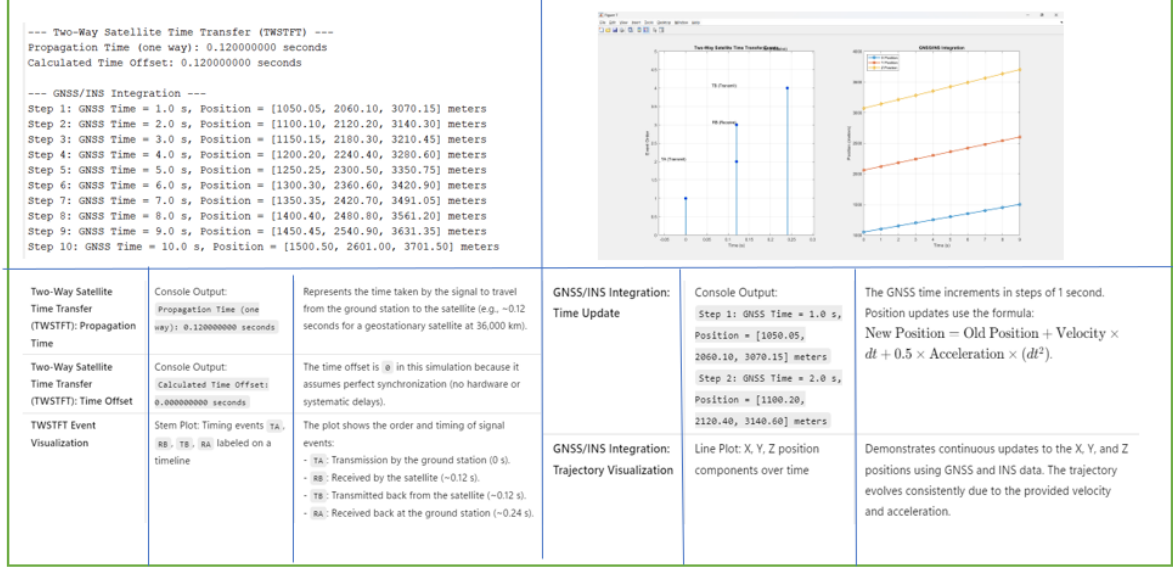 --- Two-Way Satellite Time Transfer (TWSTFT) ---
Propagation Time (one way): 0.120000000 seconds
Calculated Time Offset: 0.120000000 seconds
--- GNSS/INS Integration ---
Step 1: GNSS Time = 1.0 s, Position = [1050.05, 2060.10, 3070.15] meters
Step 2: GNSS Time = 2.0 s, Position = [1100.10, 2120.20, 3140.30] meters
Step 3: GNSS Time = 3.0 s, Position = [1150.15, 2180.30, 3210.45] meters
Step 4: GNSS Time = 4.0 s, Position = [1200.20, 2240.40, 3280.60] meters
Step 5: GNSS Time = 5.0 s, Position = [1250.25, 2300.50, 3350.75] meters
Step 6: GNSS Time = 6.0 s, Position = [1300.30, 2360.60, 3420.90] meters
Step 7: GNSS Time = 7.0 s, Position = [1350.35, 2420.70, 3491.05] meters
Step 8: GNSS Time = 8.0 s, Position = [1400.40, 2480.80, 3561.20] meters
Step 9: GNSS Time = 9.0 s, Position = [1450.45, 2540.90, 3631.35] meters
Step 10: GNSS Time = 10.0 s, Position = [1500.50, 2601.00, 3701.50] meters
Two-Way Satellite Time Transfer
TA (Transmit)
RB (Receive)
TB (Transmit)
Event Order
Time (s)
GNSS/INS Integration
X Position
Y Position
Z Position
Position (meters)
Time (s)
Two-Way Satellite
Time Transfer
(TWSTFT): Propagation
Time
Console Output:
Propagation Time (one
way): 0.120000000 seconds
Represents the time taken by the signal to travel
from the ground station to the satellite (e.g., ~0.12
seconds for a geostationary satellite at 36,000 km).
Two-Way Satellite
Time Transfer
(TWSTFT): Time Offset
Console Output:
Calculated Time Offset:
0.000000000 seconds
The time offset is 0 in this simulation because it
assumes perfect synchronization (no hardware or
systematic delays).
TWSTFT Event
Visualization
Stem Plot: Timing events TA,
RB, TB, RA labeled on a
timeline
The plot shows the order and timing of signal
events:
- TA: Transmission by the ground station (0 s).
- RB: Received by the satellite (~0.12 s).
- TB: Transmitted back from the satellite (~0.12 s).
- RA: Received back at the ground station (~0.24 s).
GNSS/INS Integration:
Time Update
Console Output:
Step 1: GNSS Time = 1.0 s,
Position = [1050.05,
2060.10, 3070.15] meters
Step 2: GNSS Time = 2.0 s,
Position = [1100.20,
2120.40, 3140.60] meters
The GNSS time increments in steps of 1 second.
Position updates use the formula:
New Position = Old Position + Velocity ×
dt + 0.5 × Acceleration × (dt²).
GNSS/INS Integration:
Trajectory Visualization
Line Plot: X, Y, Z position
components over time
Demonstrates continuous updates to the X, Y, and Z
positions using GNSS and INS data. The trajectory
evolves consistently due to the provided velocity
and acceleration.